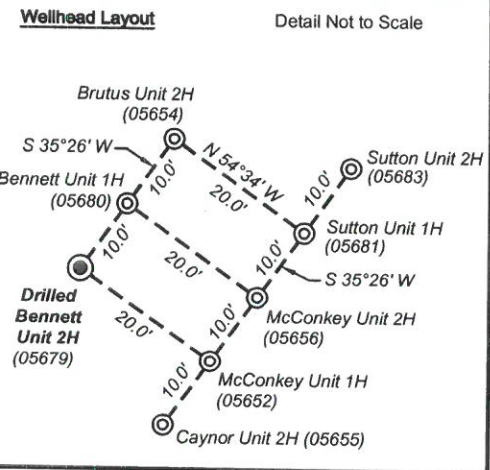 Wellhead Layout
Detail Not to Scale
Brutus Unit 2H
(05654)
S 35°26' W
10.0'
N 54°34' W
20.0'
Sutton Unit 2H
(05683)
10.0'
Bennett Unit 1H
(05680)
10.0'
20.0'
Sutton Unit 1H
(05681)
10.0'
S 35°26' W
Drilled
Bennett
Unit 2H
(05679)
20.0'
McConkey Unit 2H
(05656)
10.0'
McConkey Unit 1H
(05652)
10.0'
Caynor Unit 2H (05655)